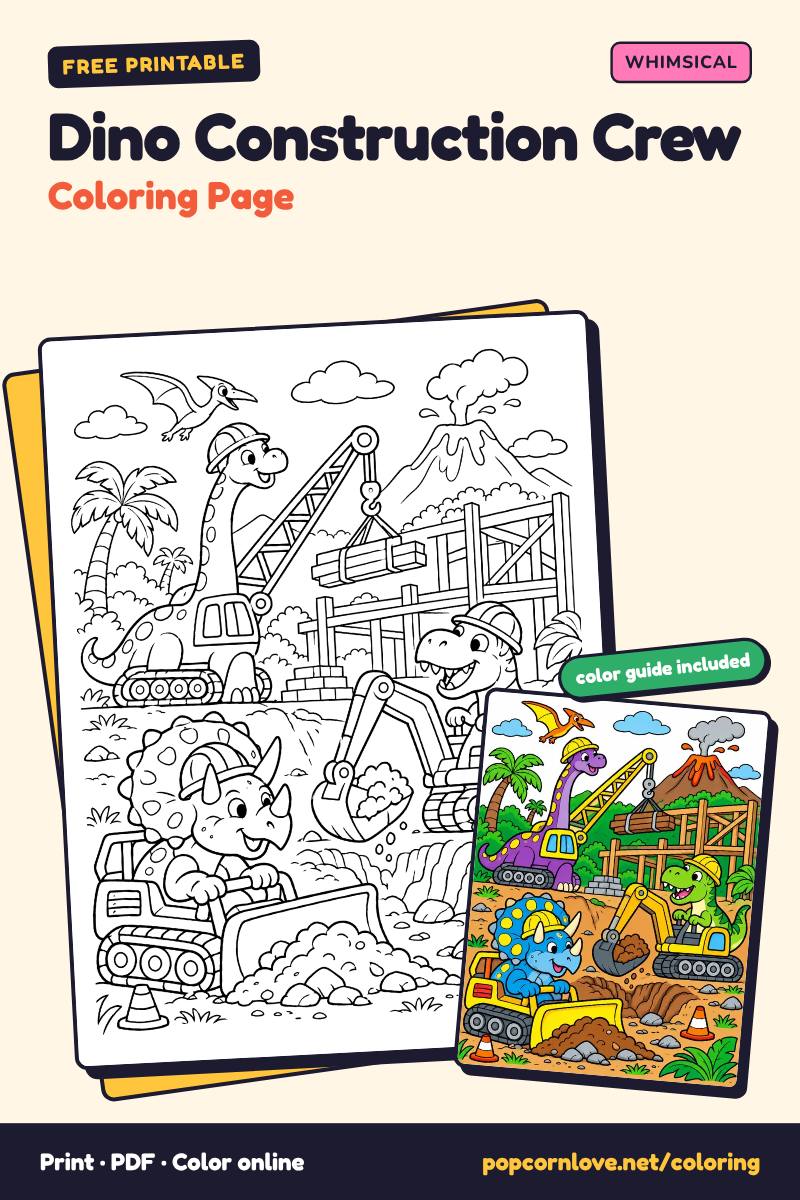 FREE PRINTABLE
WHIMSICAL
Dino Construction Crew
Coloring Page
color guide included
Print · PDF · Color online
popcornlove.net/coloring